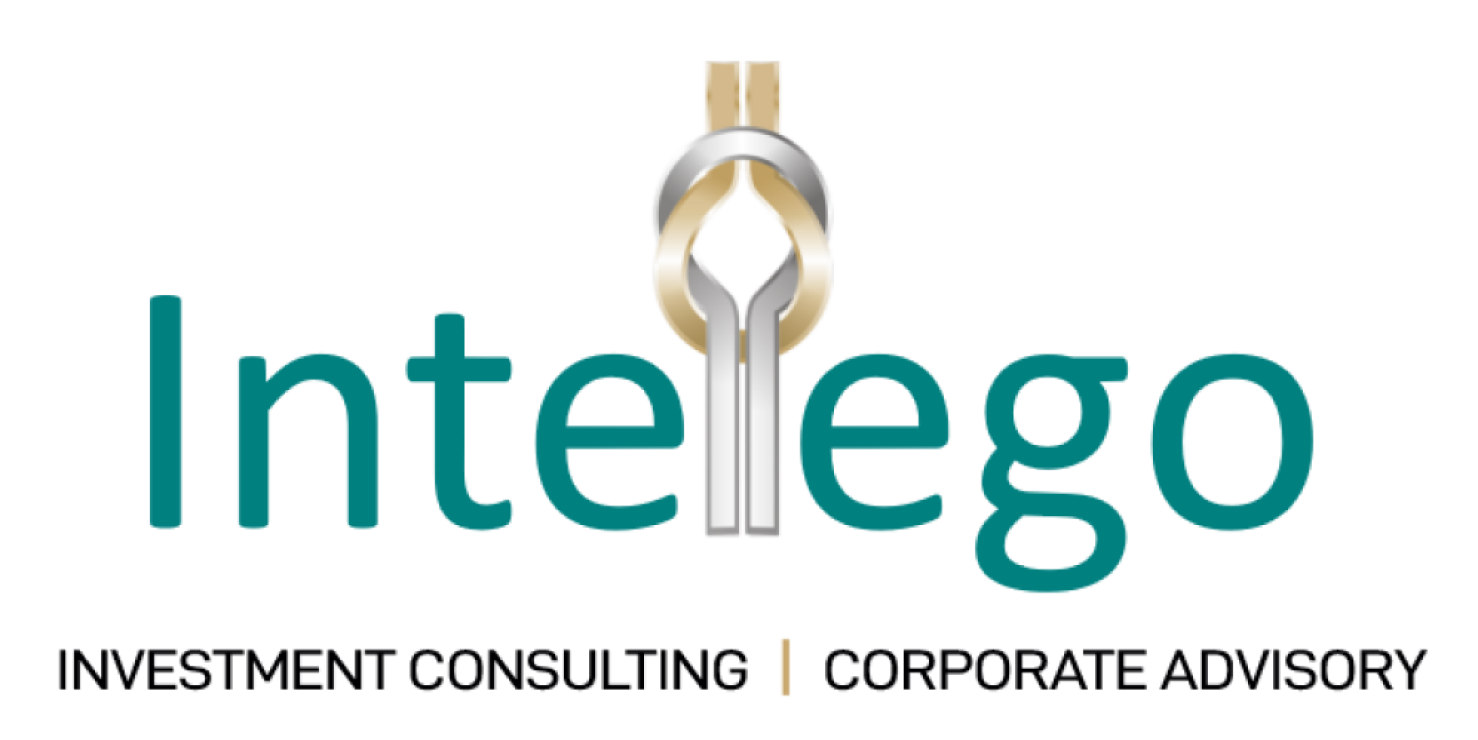 Intellego
INVESTMENT CONSULTING | CORPORATE ADVISORY